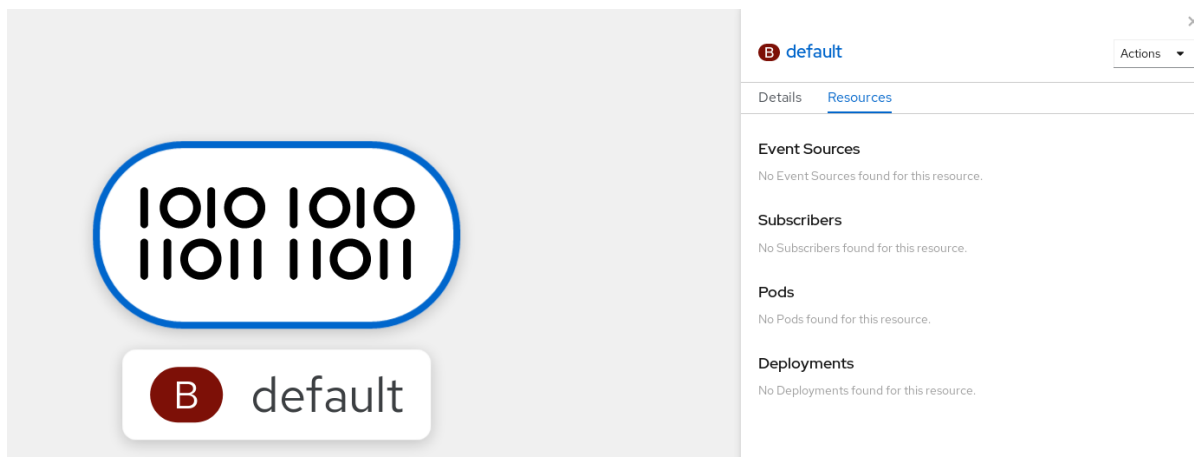 1010 1010
11011 11011
B default
B default
Actions
Details Resources
Event Sources
No Event Sources found for this resource.
Subscribers
No Subscribers found for this resource.
Pods
No Pods found for this resource.
Deployments
No Deployments found for this resource.